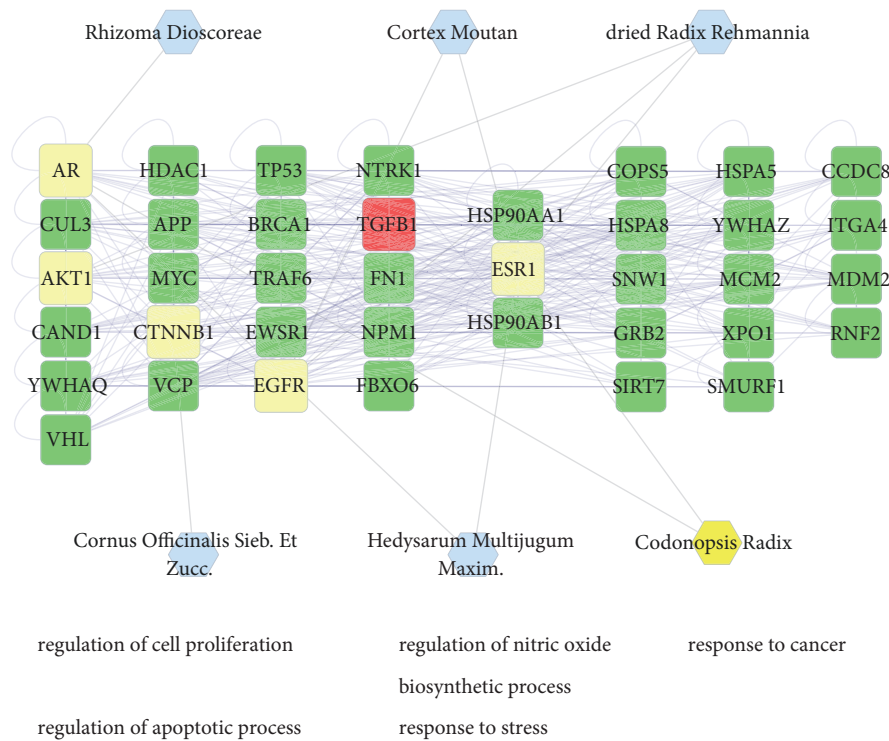 Rhizoma Dioscoreae Cortex Moutan dried Radix Rehmannia
AR HDAC1 TP53 NTRK1 COPS5 HSPA5 CCDC8
HSP90AA1
CUL3 APP BRCA1 TGFB1 HSPA8 YWHAZ ITGA4
ESR1
AKT1 MYC TRAF6 FN1 SNW1 MCM2 MDM2
HSP90AB1
CAND1 CTNNB1 EWSR1 NPM1 GRB2 XPO1 RNF2
YWHAQ VCP EGFR FBXO6 SIRT7 SMURF1
VHL
Cornus Officinalis Sieb. Et
Zucc.
Hedysarum Multijugum
Maxim.
Codonopsis Radix
regulation of cell proliferation
regulation of apoptotic process
regulation of nitric oxide
biosynthetic process
response to stress
response to cancer